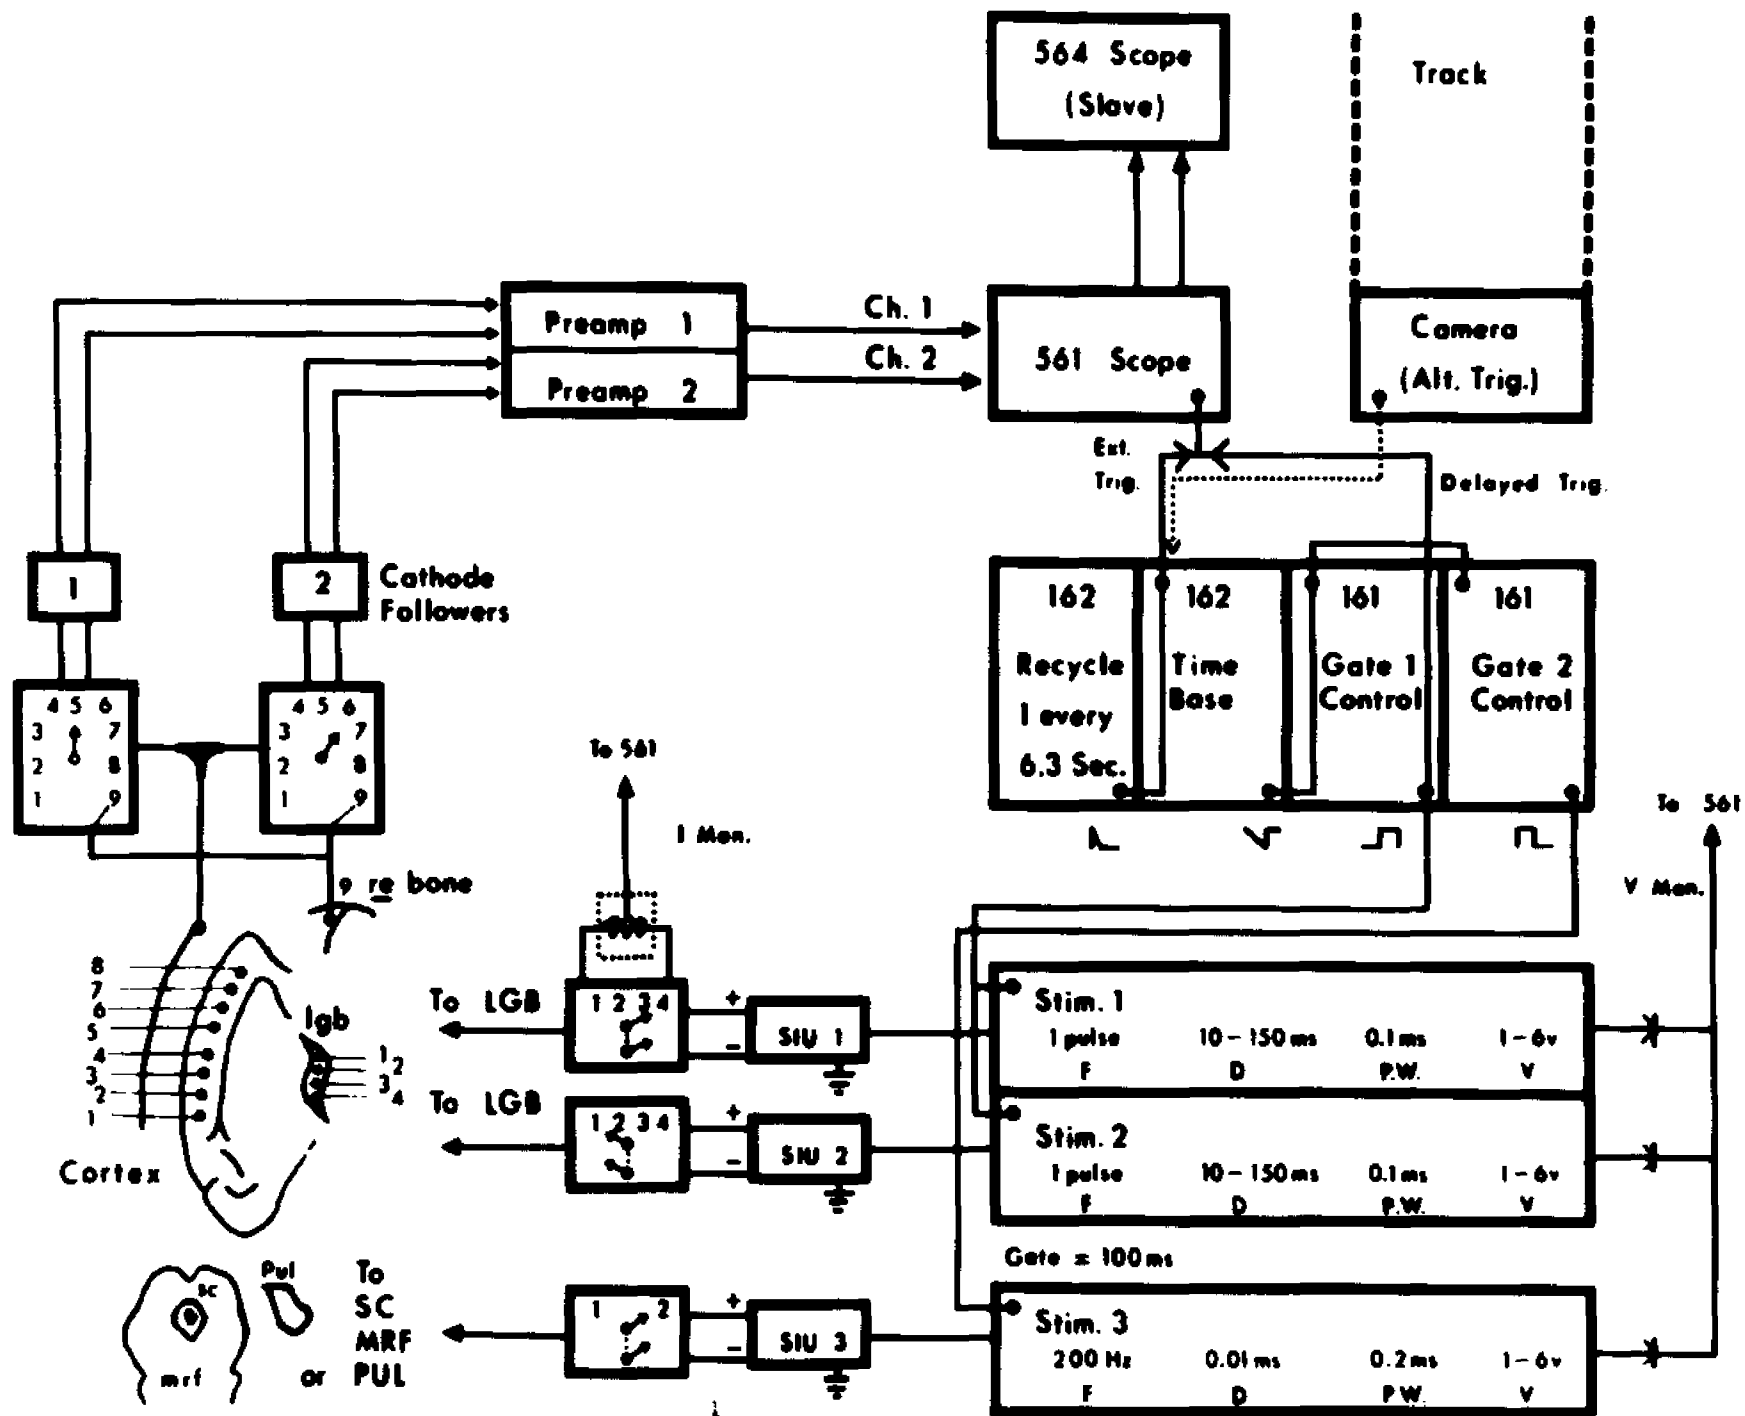 564 Scope
(Slave)
Track
Preamp 1
Preamp 2
Ch. 1
Ch. 2
561 Scope
Camera
(Alt. Trig.)
Ext.
Trig.
Delayed Trig.
1
2
Cathode
Followers
162
Recycle
1 every
6.3 Sec.
162
Time
Base
161
Gate 1
Control
161
Gate 2
Control
4 5 6
3 7
2 8
1 9
4 5 6
3 7
2 8
1 9
To 561
I Mon.
To 561
V Mon.
9 re bone
8
7
6
5
4
3
2
1
lgb
1
2
3
4
Cortex
To LGB
1 2 3 4
+
-
SIU 1
Stim. 1
1 pulse 10-150 ms 0.1 ms 1-6v
F D P.W. V
To LGB
1 2 3 4
+
-
SIU 2
Stim. 2
1 pulse 10-150 ms 0.1 ms 1-6v
F D P.W. V
Gate = 100 ms
sc
Pul
mrf
To
SC
MRF
or PUL
1 2
+
-
SIU 3
Stim. 3
200 Hz 0.01 ms 0.2 ms 1-6v
F D P.W. V